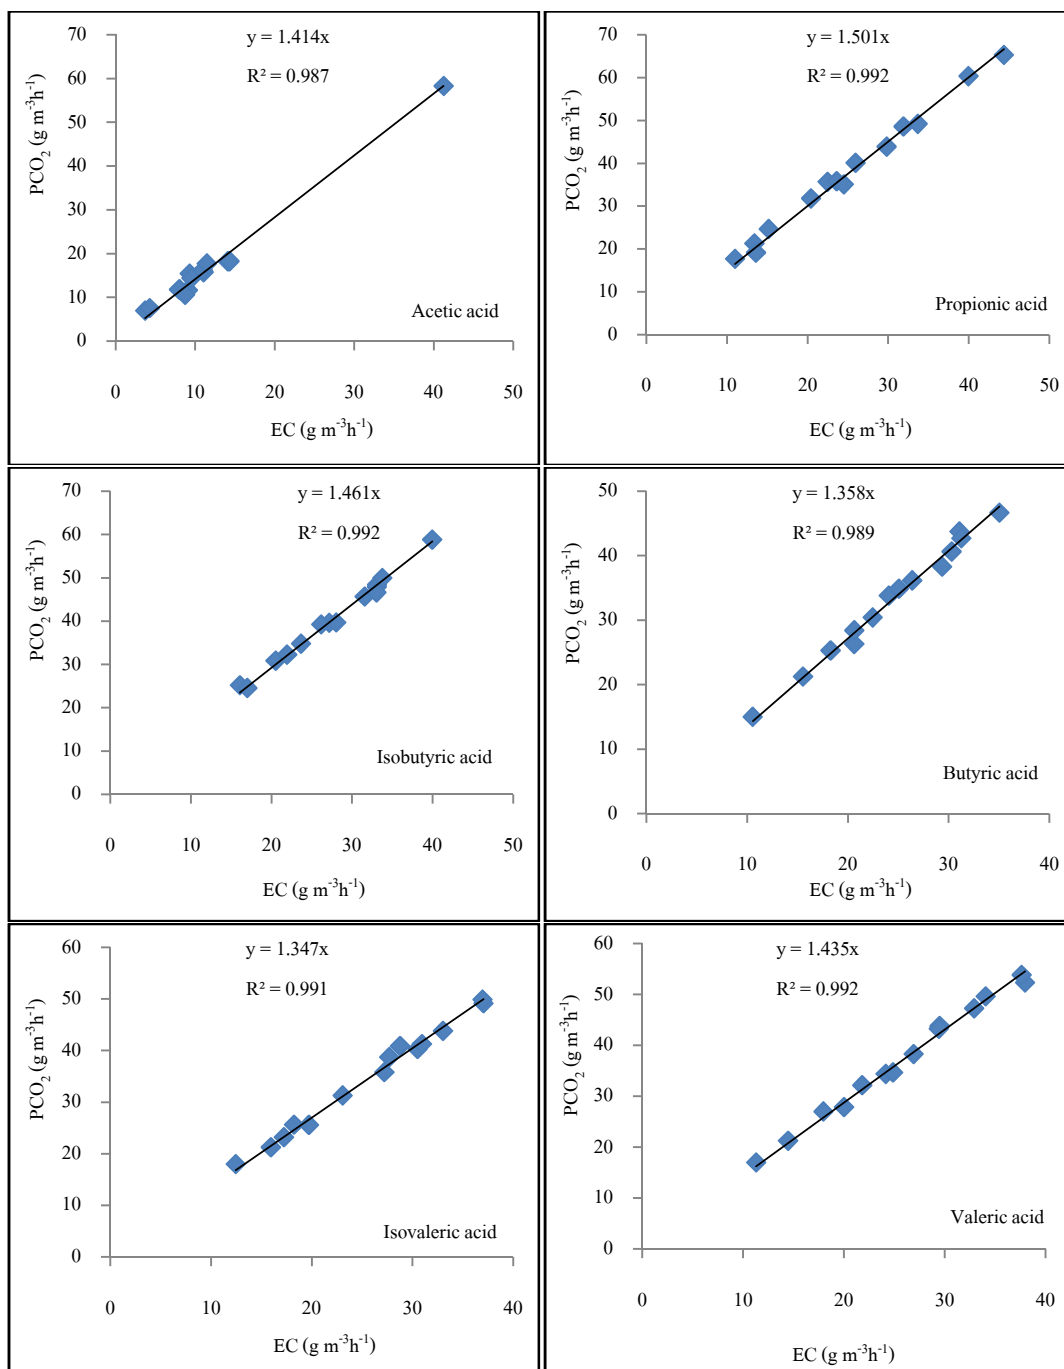 y = 1.414x
R² = 0.987
70
60
50
40
30
20
10
0
PCO₂ (g m⁻³h⁻¹)
Acetic acid
0 10 20 30 40 50
EC (g m⁻³h⁻¹)
y = 1.501x
R² = 0.992
70
60
50
40
30
20
10
0
PCO₂ (g m⁻³h⁻¹)
Propionic acid
0 10 20 30 40 50
EC (g m⁻³h⁻¹)
y = 1.461x
R² = 0.992
70
60
50
40
30
20
10
0
PCO₂ (g m⁻³h⁻¹)
Isobutyric acid
0 10 20 30 40 50
EC (g m⁻³h⁻¹)
y = 1.358x
R² = 0.989
50
40
30
20
10
0
PCO₂ (g m⁻³h⁻¹)
Butyric acid
0 10 20 30 40
EC (g m⁻³h⁻¹)
y = 1.347x
R² = 0.991
60
50
40
30
20
10
0
PCO₂ (g m⁻³h⁻¹)
Isovaleric acid
0 10 20 30 40
EC (g m⁻³h⁻¹)
y = 1.435x
R² = 0.992
60
50
40
30
20
10
0
PCO₂ (g m⁻³h⁻¹)
Valeric acid
0 10 20 30 40
EC (g m⁻³h⁻¹)